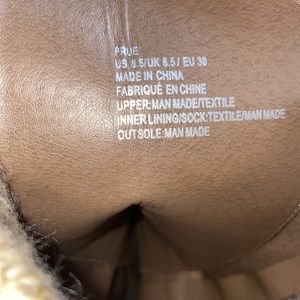 PRUE
US 8.5/UK 6.5 / EU 39
MADE IN CHINA
FABRIQUÉ EN CHINE
UPPER:MAN MADE/TEXTILE
INNER LINING/SOCK:TEXTILE/MAN MADE
OUTSOLE:MAN MADE